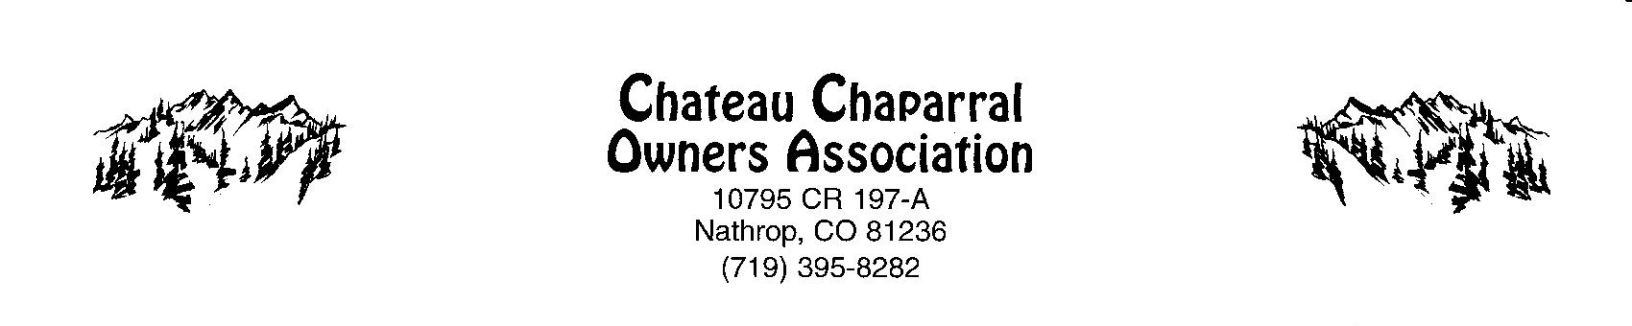 Chateau Chaparral
Owners Association
10795 CR 197-A
Nathrop, CO 81236
(719) 395-8282